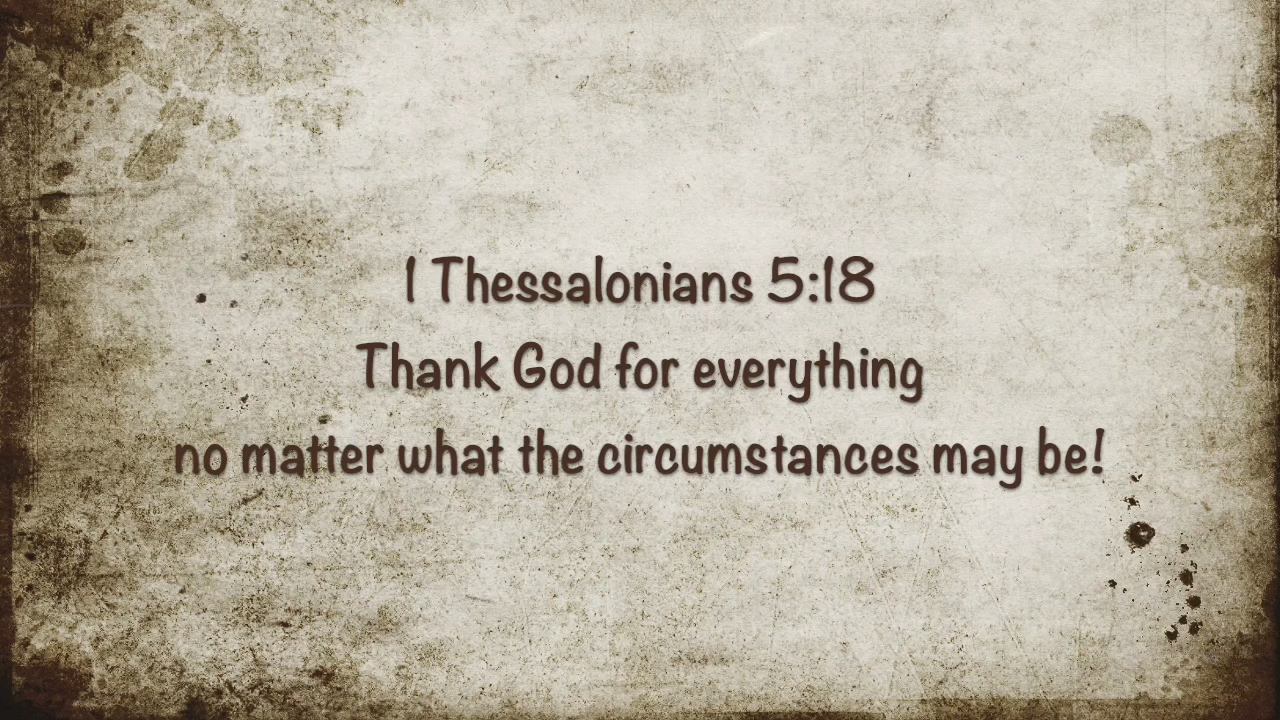 1 Thessalonians 5:18
Thank God for everything
no matter what the circumstances may be!